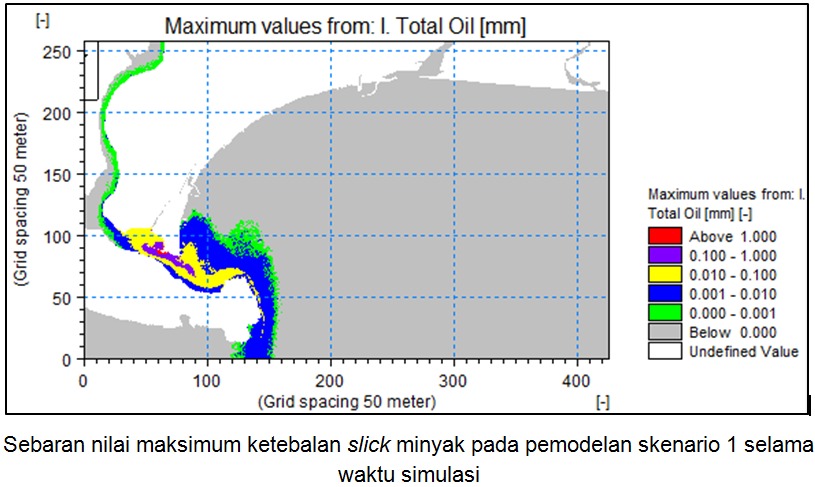 [-] Maximum values from: I. Total Oil [mm]
250
200
150
100
50
0
(Grid spacing 50 meter)
0 100 200 300 400
(Grid spacing 50 meter) [-]
Maximum values from: I.
Total Oil [mm] [-]
Above 1.000
0.100 - 1.000
0.010 - 0.100
0.001 - 0.010
0.000 - 0.001
Below 0.000
Undefined Value
Sebaran nilai maksimum ketebalan slick minyak pada pemodelan skenario 1 selama
waktu simulasi